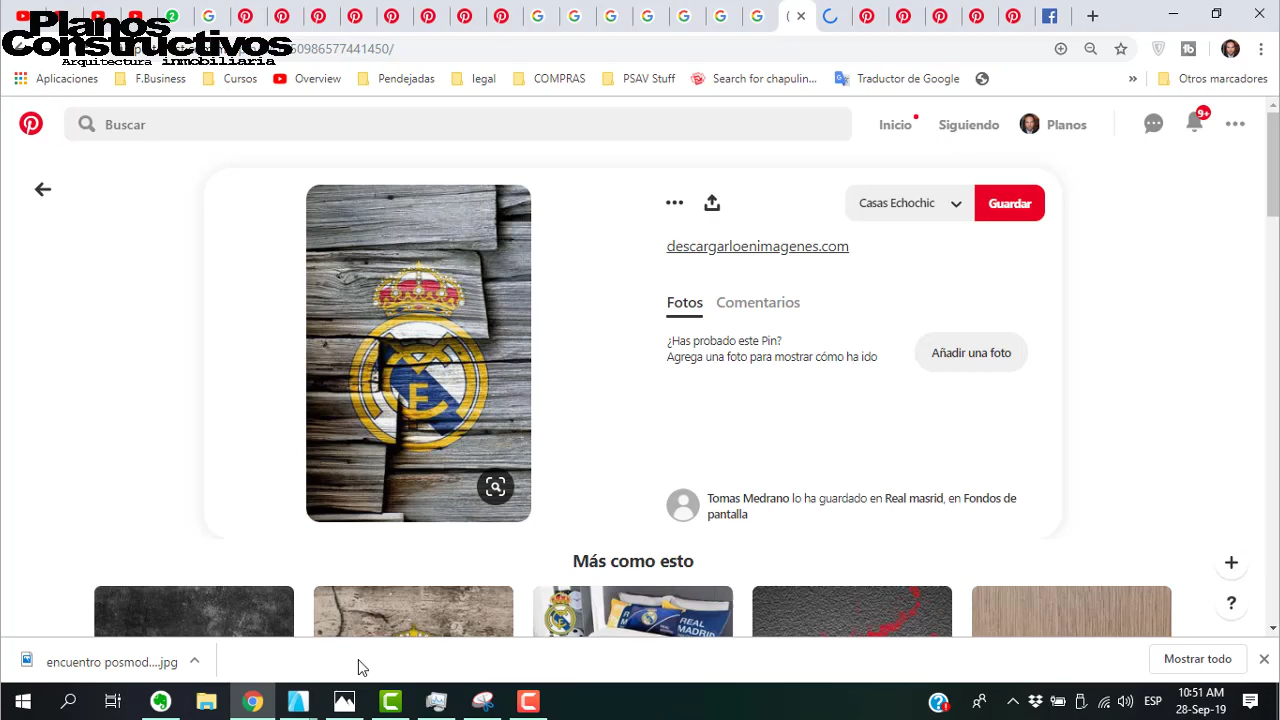 Planos
Constructivos
Arquitectura inmobiliaria
50986577441450/
Aplicaciones
F.Business
Cursos
Overview
Pendejadas
legal
COMPRAS
PSAV Stuff
Search for chapulin...
Traductor de Google
»
Otros marcadores
Buscar
Inicio
Siguiendo
Planos
9+
Casas Echochic
Guardar
descargarloenimagenes.com
Fotos
Comentarios
¿Has probado este Pin?
Agrega una foto para mostrar cómo ha ido
Añadir una foto
Tomas Medrano lo ha guardado en Real masrid, en Fondos de
pantalla
Más como esto
REAL
MADRID
encuentro posmod....jpg
Mostrar todo
ESP
10:51 AM
28-Sep-19